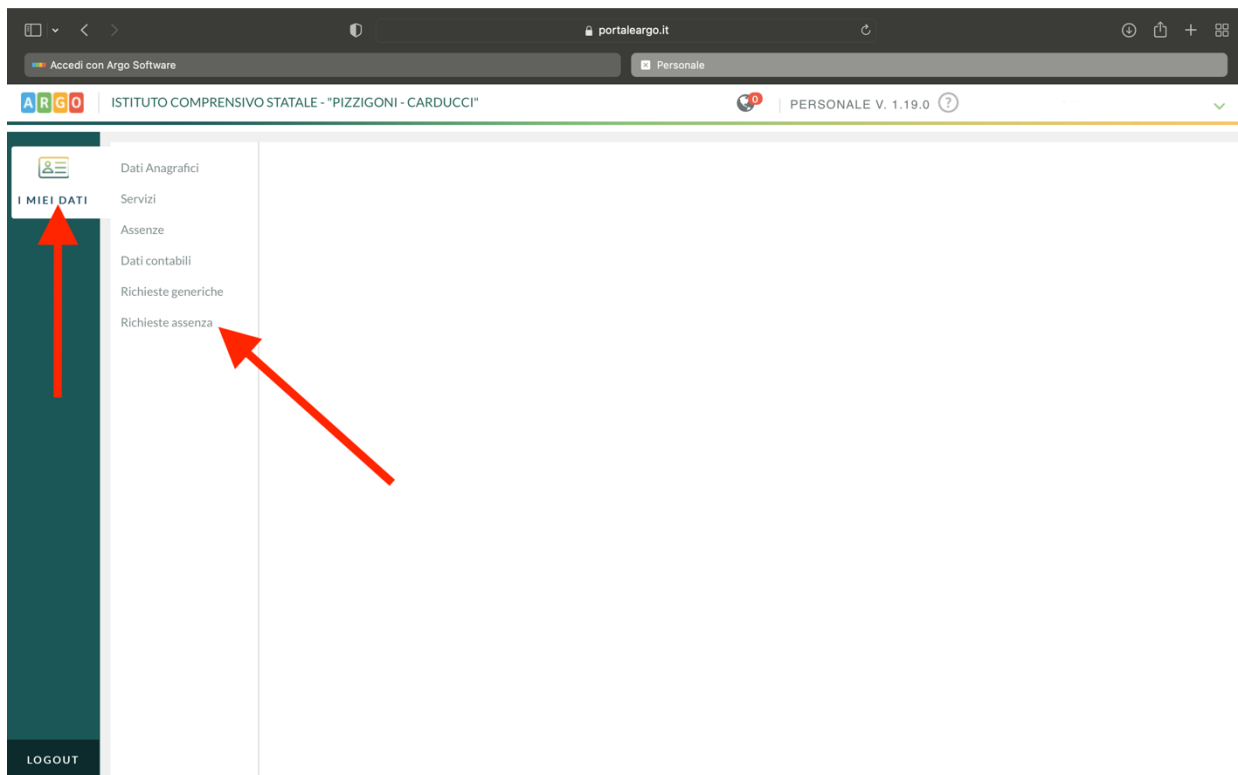 portaleargo.it
Accedi con Argo Software
Personale
ARGO
ISTITUTO COMPRENSIVO STATALE - "PIZZIGONI - CARDUCCI"
0
PERSONALE V. 1.19.0 ?
I MIEI DATI
Dati Anagrafici
Servizi
Assenze
Dati contabili
Richieste generiche
Richieste assenza
LOGOUT